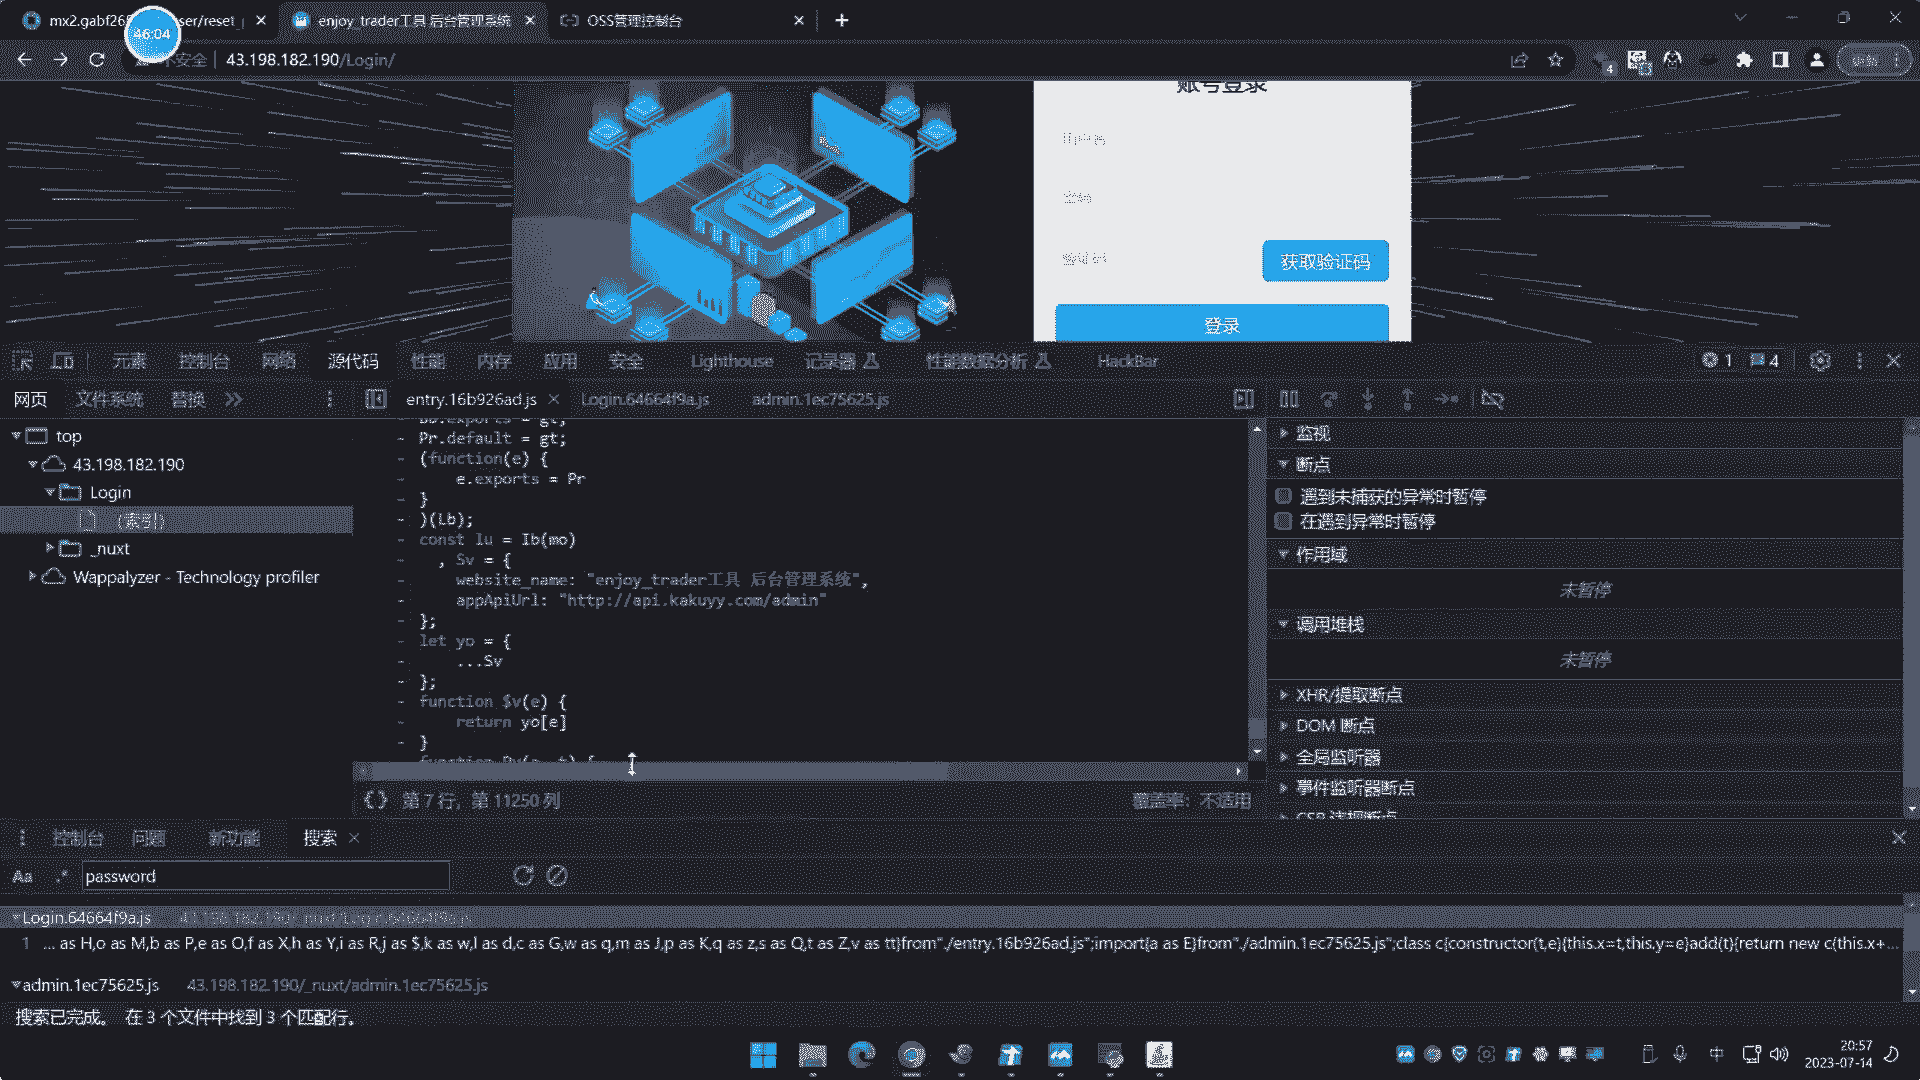 mx2.gabf26
ser/reset_
enjoy_trader工具 后台管理系统
OSS管理控制台
46:04
不安全
43.198.182.190/Login/
4
账号登录
密码
验证码
获取验证码
登录
元素
控制台
网络
源代码
性能
内存
应用
安全
Lighthouse
记录器
性能数据分析
HackBar
1
4
网页
文件系统
替换
entry.16b926ad.js
Login.64664f9a.js
admin.1ec75625.js
top
43.198.182.190
Login
(索引)
_nuxt
Wappalyzer - Technology profiler
Pr.default = gt;
(function(e) {
e.exports = Pr
}
)(Lb);
const Iu = Ib(mo)
, Sv = {
website_name: "enjoy_trader工具 后台管理系统",
appApiUrl: "http://api.kakuyy.com/admin"
};
let yo = {
...Sv
};
function $v(e) {
return yo[e]
}
{} 第 7 行，第 11250 列
覆盖率：不适用
监视
断点
遇到未捕获的异常时暂停
在遇到异常时暂停
作用域
未暂停
调用堆栈
未暂停
XHR/提取断点
DOM 断点
全局监听器
事件监听器断点
CSP 违规断点
控制台
问题
新功能
搜索
Aa
.*
password
Login.64664f9a.js 43.198.182.190/_nuxt/Login.64664f9a.js
1 ... as H,o as M,b as P,e as O,f as X,h as Y,i as R,j as $,k as w,l as d,c as G,w as q,m as J,p as K,q as z,s as Q,t as Z,v as tt}from"./entry.16b926ad.js";import{a as E}from"./admin.1ec75625.js";class c{constructor(t,e){this.x=t,this.y=e}add(t){return new c(this.x+...
admin.1ec75625.js 43.198.182.190/_nuxt/admin.1ec75625.js
搜索已完成。 在 3 个文件中找到 3 个匹配行。
中
20:57
2023-07-14